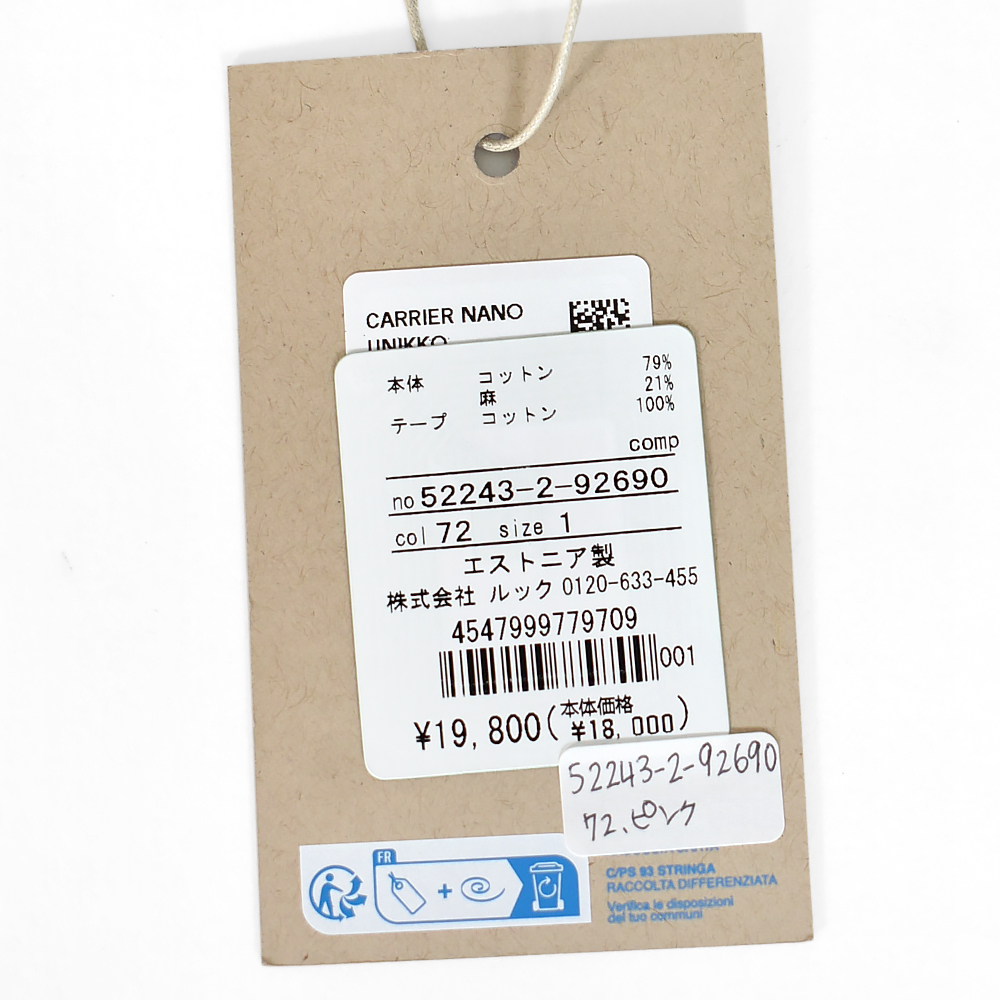 CARRIER NANO
UNIKKO
本体 コットン 79%
麻 21%
テープ コットン 100%
comp
no 52243-2-92690
col 72 size 1
エストニア製
株式会社 ルック 0120-633-455
4547999779709
001
¥19,800(本体価格 ¥18,000)
52243-2-92690
72.ピンク
FR
C/PS 93 STRINGA
RACCOLTA DIFFERENZIATA
Verifica le disposizioni
del tuo communi